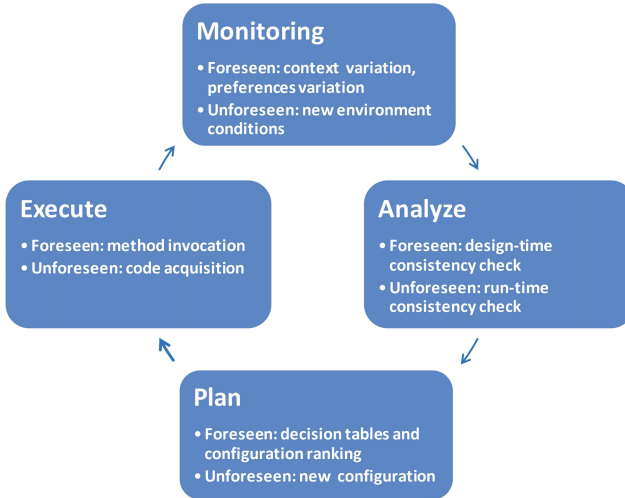 Monitoring
• Foreseen: context variation,
preferences variation
• Unforeseen: new environment
conditions
Execute
• Foreseen: method invocation
• Unforeseen: code acquisition
Analyze
• Foreseen: design-time
consistency check
• Unforeseen: run-time
consistency check
Plan
• Foreseen: decision tables and
configuration ranking
• Unforeseen: new configuration